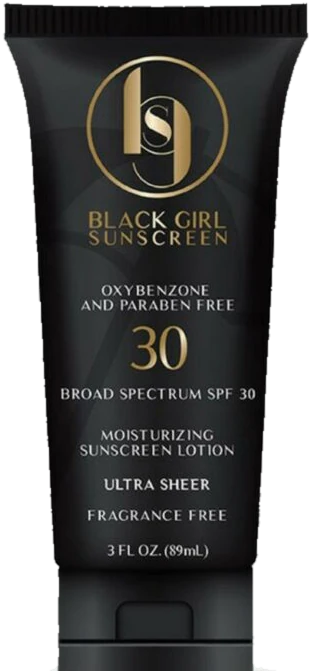 bgs
BLACK GIRL
SUNSCREEN
OXYBENZONE
AND PARABEN FREE
30
BROAD SPECTRUM SPF 30
MOISTURIZING
SUNSCREEN LOTION
ULTRA SHEER
FRAGRANCE FREE
3 FL OZ. (89mL)